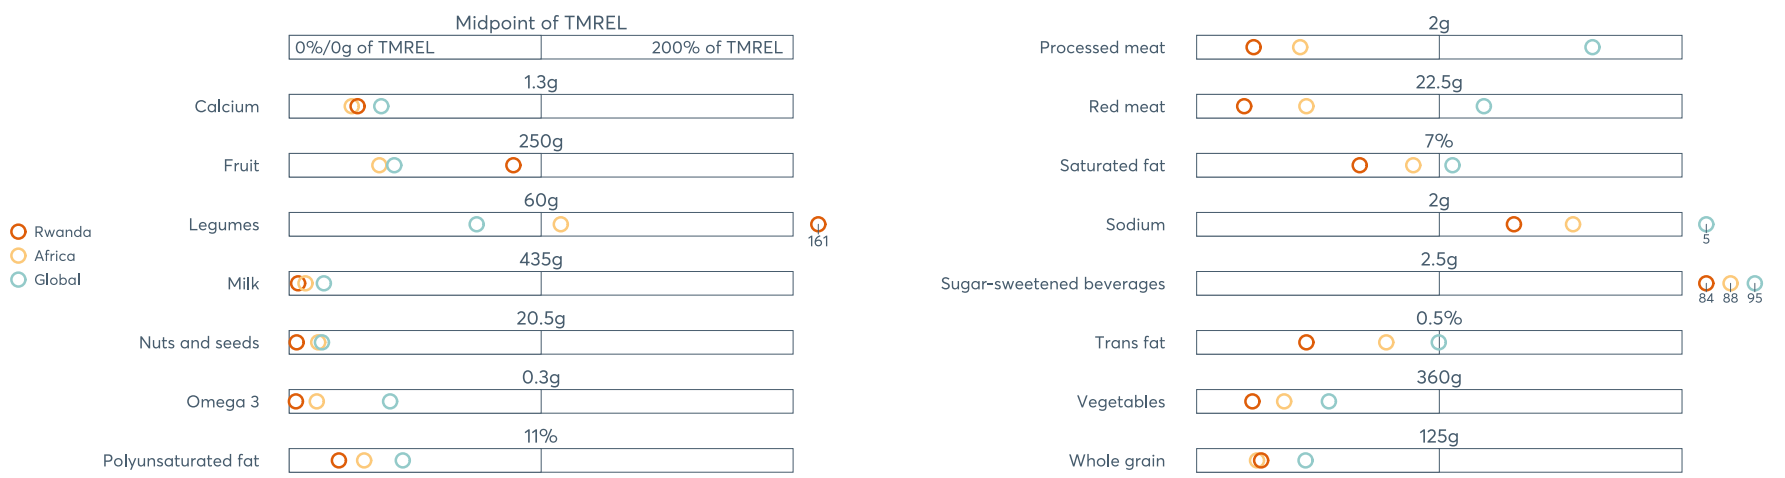 Midpoint of TMREL
0%/0g of TMREL 200% of TMREL
1.3g
Calcium
250g
Fruit
60g
Legumes
161
435g
Milk
20.5g
Nuts and seeds
0.3g
Omega 3
11%
Polyunsaturated fat
Rwanda
Africa
Global
2g
Processed meat
22.5g
Red meat
7%
Saturated fat
2g
Sodium
5
2.5g
Sugar-sweetened beverages
84 88 95
0.5%
Trans fat
360g
Vegetables
125g
Whole grain